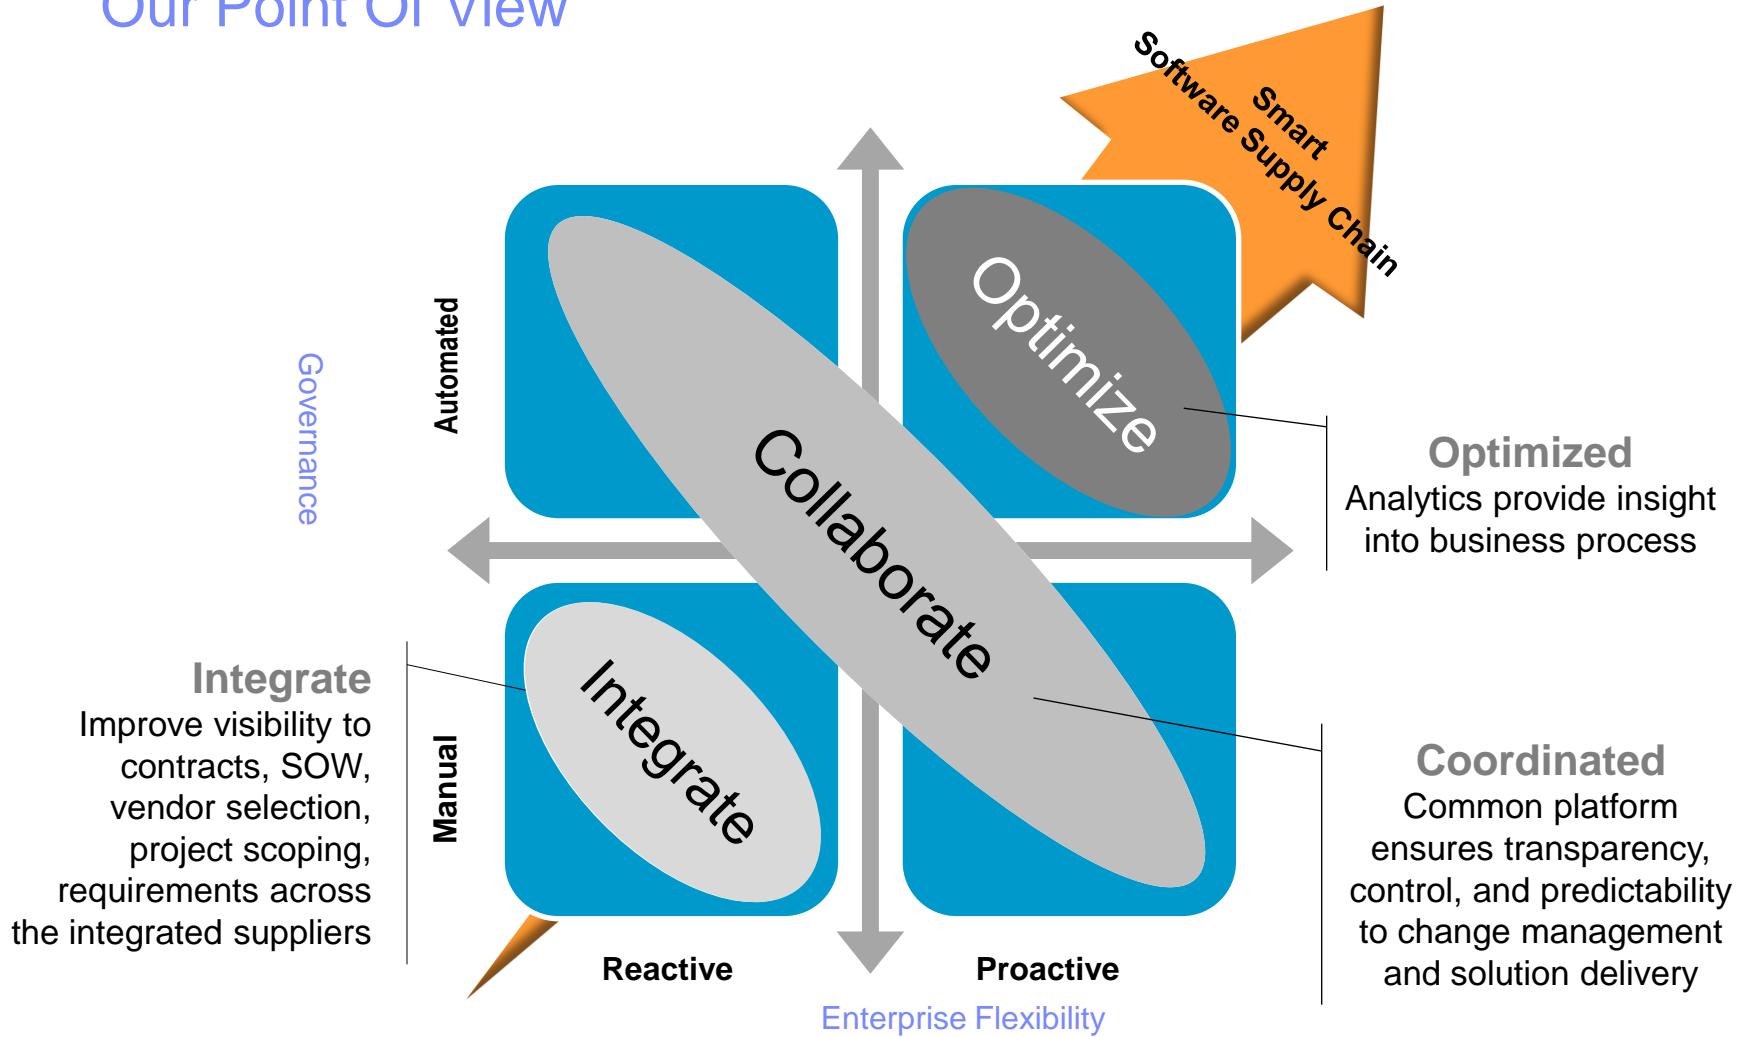 Our Point Of View
Smart
Software Supply Chain
Automated
Governance
Optimize
Collaborate
Optimized
Analytics provide insight
into business process
Integrate
Improve visibility to
contracts, SOW,
vendor selection,
project scoping,
requirements across
the integrated suppliers
Manual
Integrate
Coordinated
Common platform
ensures transparency,
control, and predictability
to change management
and solution delivery
Reactive
Proactive
Enterprise Flexibility